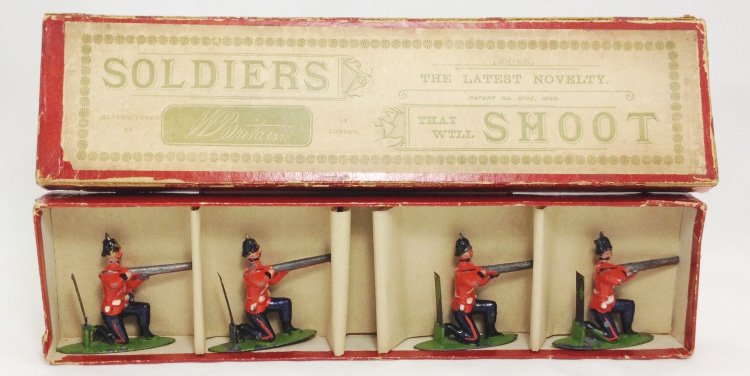 SOLDIERS
THE LATEST NOVELTY.
PATENT No.
MANUFACTURED BY
W Britain
IN LONDON.
THAT WILL SHOOT